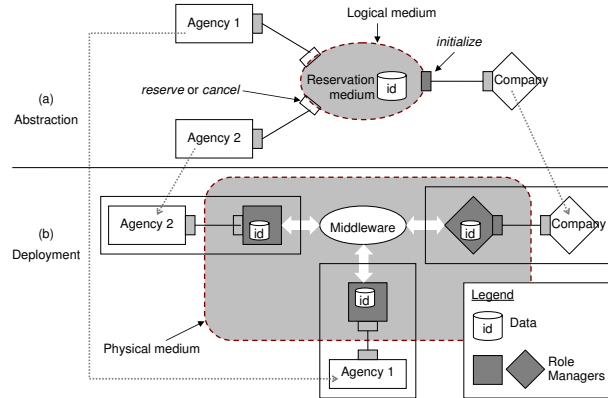 Logical medium
Agency 1
initialize
(a)
Abstraction
reserve or cancel
Reservation
medium
id
Company
Agency 2
(b)
Deployment
Agency 2
id
Middleware
id
Company
id
Physical medium
Agency 1
Legend
id
Data
Role
Managers